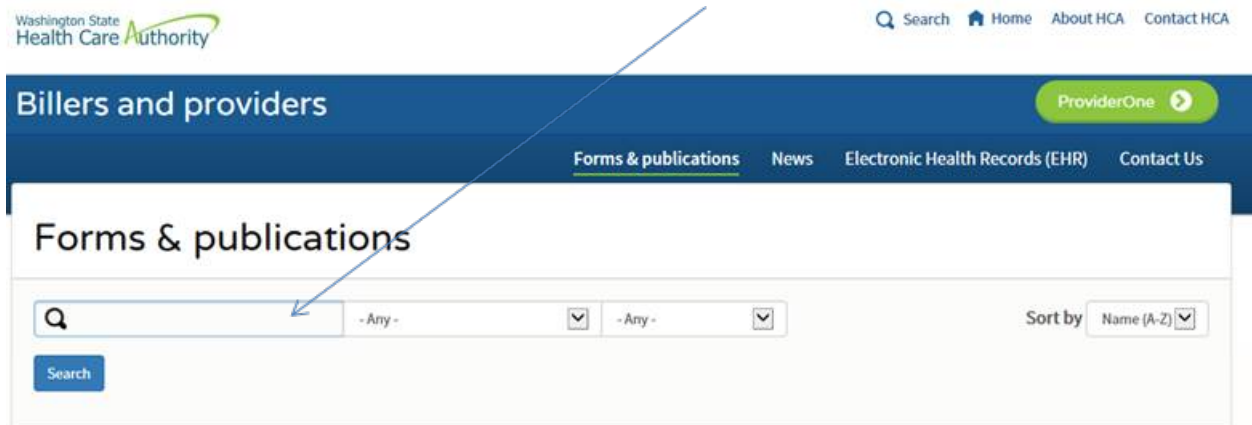 Washington State
Health Care Authority
Search Home About HCA Contact HCA
Billers and providers
ProviderOne
Forms & publications News Electronic Health Records (EHR) Contact Us
Forms & publications
- Any - - Any - Sort by Name (A-Z)
Search